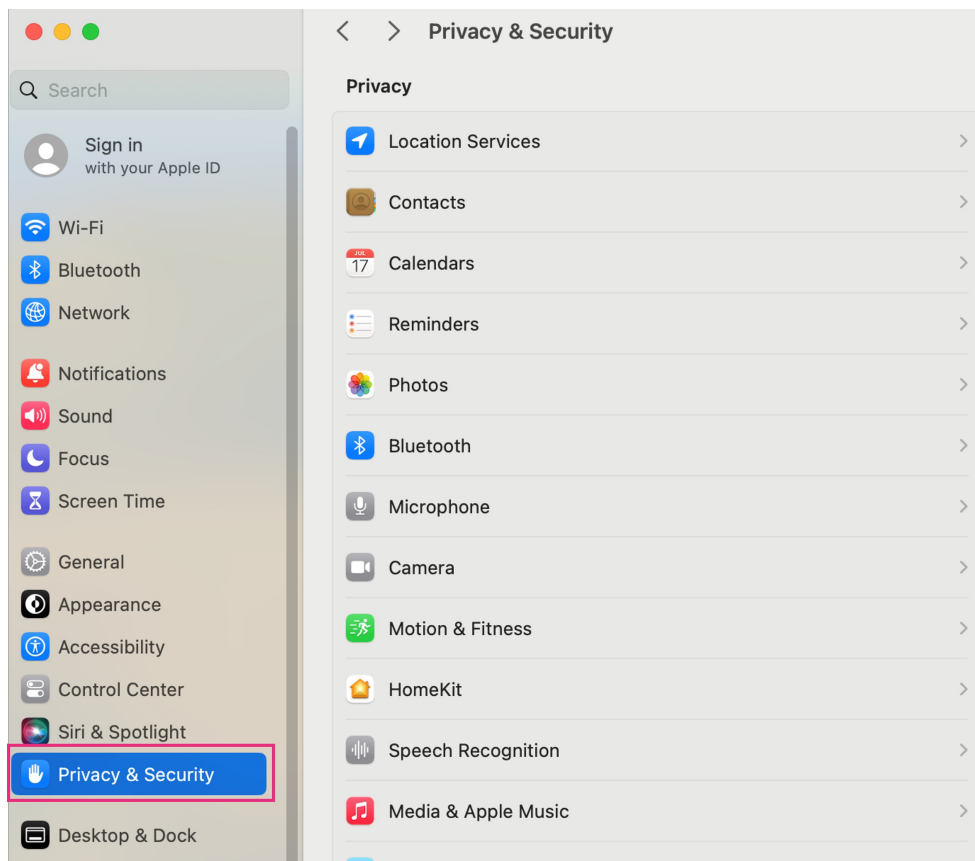 Search
Sign in
with your Apple ID
Wi-Fi
Bluetooth
Network
Notifications
Sound
Focus
Screen Time
General
Appearance
Accessibility
Control Center
Siri & Spotlight
Privacy & Security
Desktop & Dock
Privacy & Security
Privacy
Location Services
Contacts
JUL
17
Calendars
Reminders
Photos
Bluetooth
Microphone
Camera
Motion & Fitness
HomeKit
Speech Recognition
Media & Apple Music